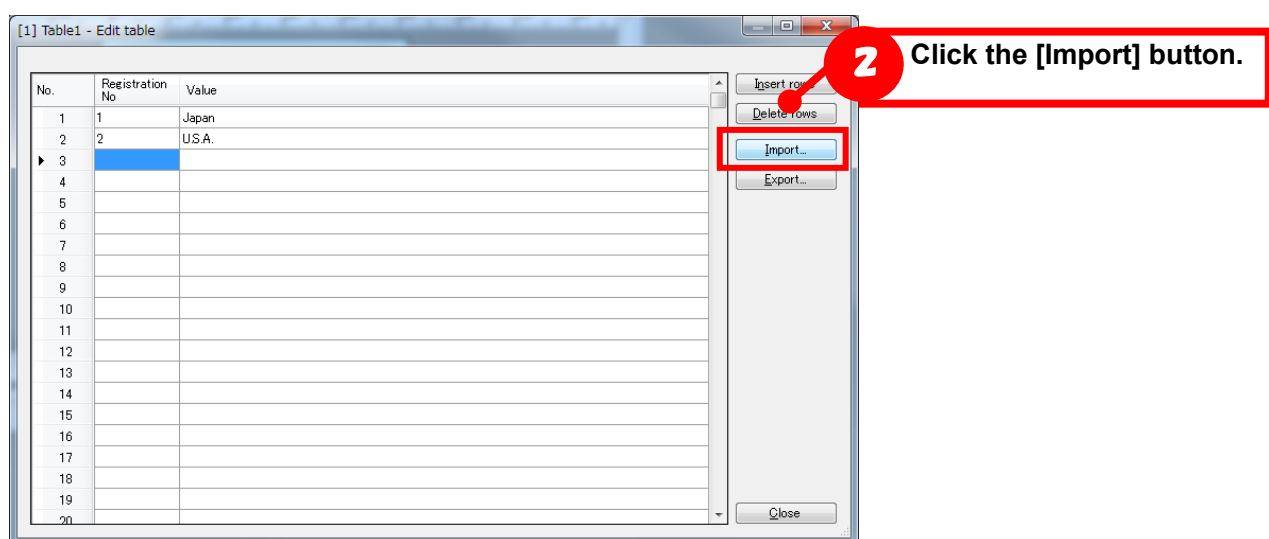 [1] Table1 - Edit table
2 Click the [Import] button.
No. Registration No Value
Insert rows
1 1 Japan
Delete rows
2 2 U.S.A.
Import...
3
4
Export...
5
6
7
8
9
10
11
12
13
14
15
16
17
18
19
20
Close